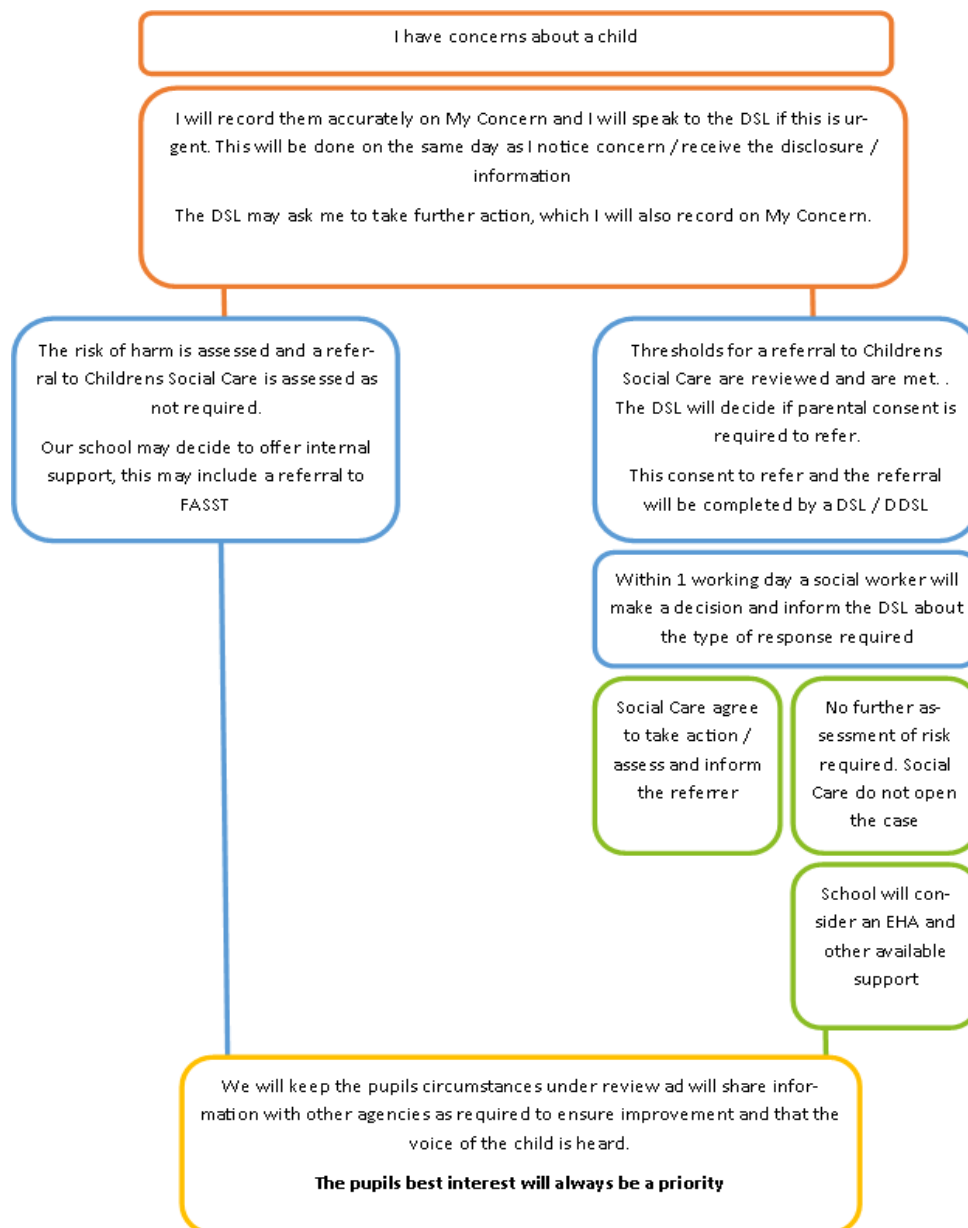 I have concerns about a child
I will record them accurately on My Concern and I will speak to the DSL if this is ur-
gent. This will be done on the same day as I notice concern / receive the disclosure /
information
The DSL may ask me to take further action, which I will also record on My Concern.
The risk of harm is assessed and a refer-
ral to Childrens Social Care is assessed as
not required.
Our school may decide to offer internal
support, this may include a referral to
FASST
Thresholds for a referral to Childrens
Social Care are reviewed and are met. .
The DSL will decide if parental consent is
required to refer.
This consent to refer and the referral
will be completed by a DSL / DDSL
Within 1 working day a social worker will
make a decision and inform the DSL about
the type of response required
Social Care agree
to take action /
assess and inform
the referrer
No further as-
sessment of risk
required. Social
Care do not open
the case
School will con-
sider an EHA and
other available
support
We will keep the pupils circumstances under review ad will share infor-
mation with other agencies as required to ensure improvement and that the
voice of the child is heard.
The pupils best interest will always be a priority